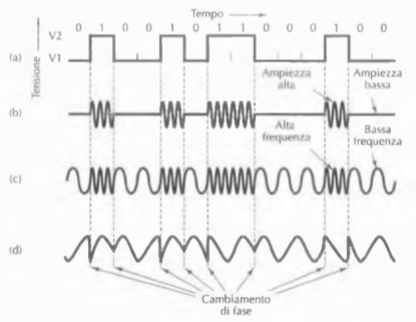 Tempo
0 1 0 0 1 0 1 1 0 0 0 1 0 0
V2
(a) V1
Tensione
Ampiezza alta
Ampiezza bassa
(b)
Alta frequenza
Bassa frequenza
(c)
(d)
Cambiamento
di fase